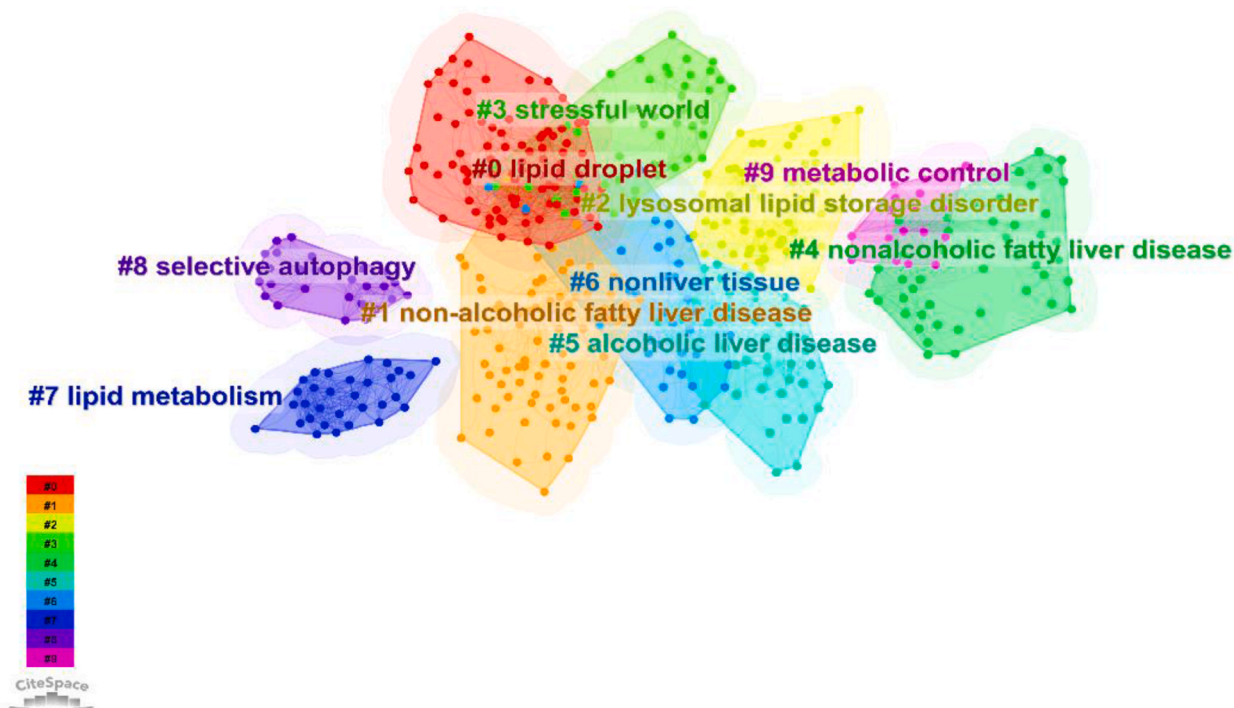 #3 stressful world
#0 lipid droplet
#9 metabolic control
#2 lysosomal lipid storage disorder
#4 nonalcoholic fatty liver disease
#8 selective autophagy
#6 nonliver tissue
#1 non-alcoholic fatty liver disease
#5 alcoholic liver disease
#7 lipid metabolism
#0
#1
#2
#3
#4
#5
#6
#7
#8
#9
CiteSpace